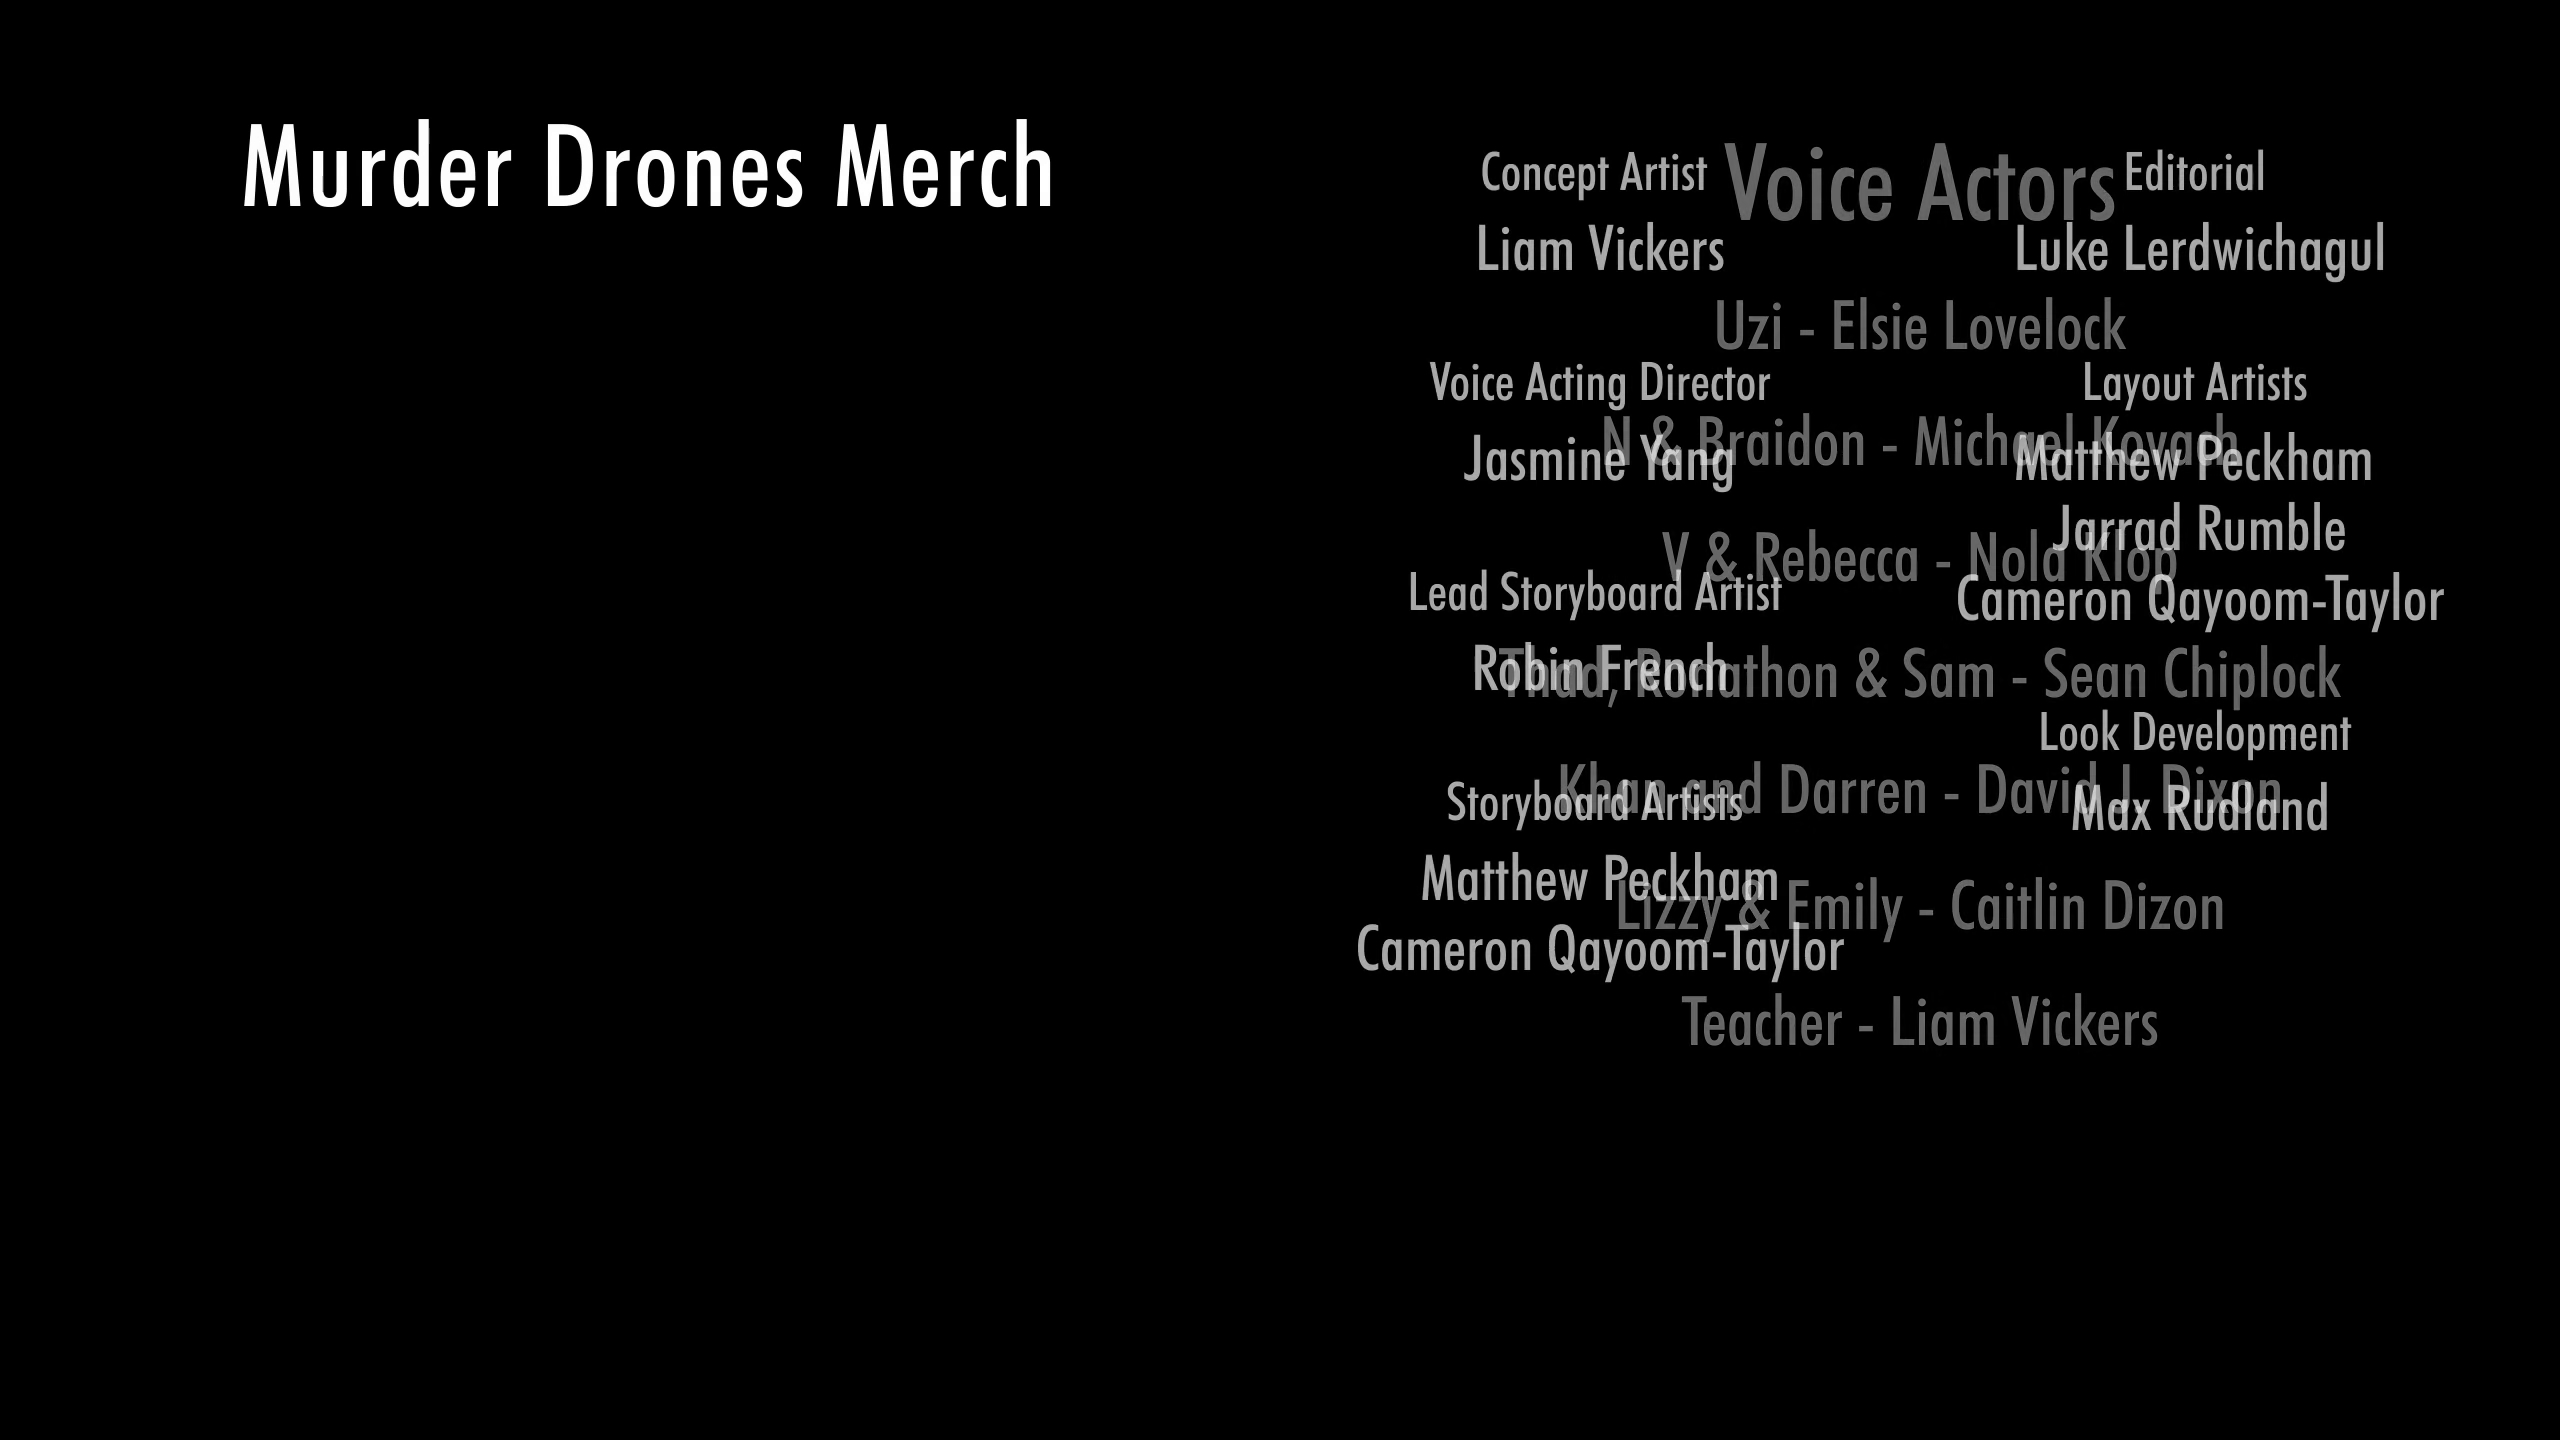 Murder Drones Merch
Voice Actors
Uzi - Elsie Lovelock
N & Braidon - Michael Kovach
V & Rebecca - Nola Klop
Thad, Ronathon & Sam - Sean Chiplock
Khan and Darren - David J. Dixon
Lizzy & Emily - Caitlin Dizon
Teacher - Liam Vickers
Concept Artist
Liam Vickers
Voice Acting Director
Jasmine Yang
Lead Storyboard Artist
Robin French
Storyboard Artists
Matthew Peckham
Cameron Qayoom-Taylor
Editorial
Luke Lerdwichagul
Layout Artists
Matthew Peckham
Jarrad Rumble
Cameron Qayoom-Taylor
Look Development
Max Rudland